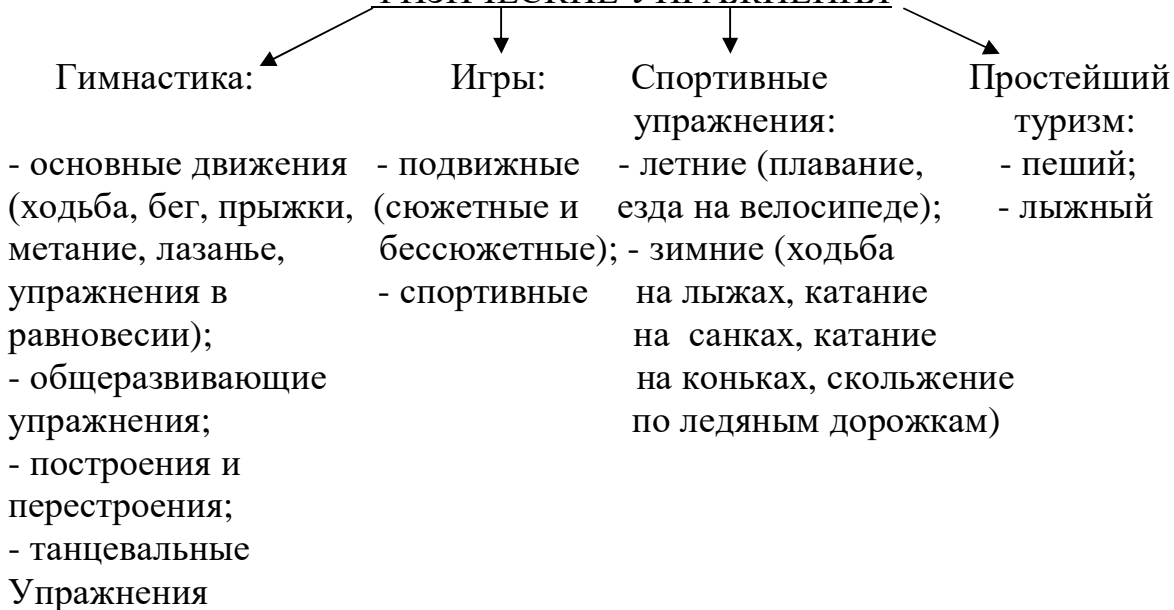 ФИЗИЧЕСКИЕ УПРАЖНЕНИЯ
Гимнастика:
- основные движения
(ходьба, бег, прыжки,
метание, лазанье,
упражнения в
равновесии);
- общеразвивающие
упражнения;
- построения и
перестроения;
- танцевальные
Упражнения
Игры:
- подвижные
(сюжетные и
бессюжетные);
- спортивные
Спортивные
упражнения:
- летние (плавание,
езда на велосипеде);
- зимние (ходьба
на лыжах, катание
на санках, катание
на коньках, скольжение
по ледяным дорожкам)
Простейший
туризм:
- пеший;
- лыжный